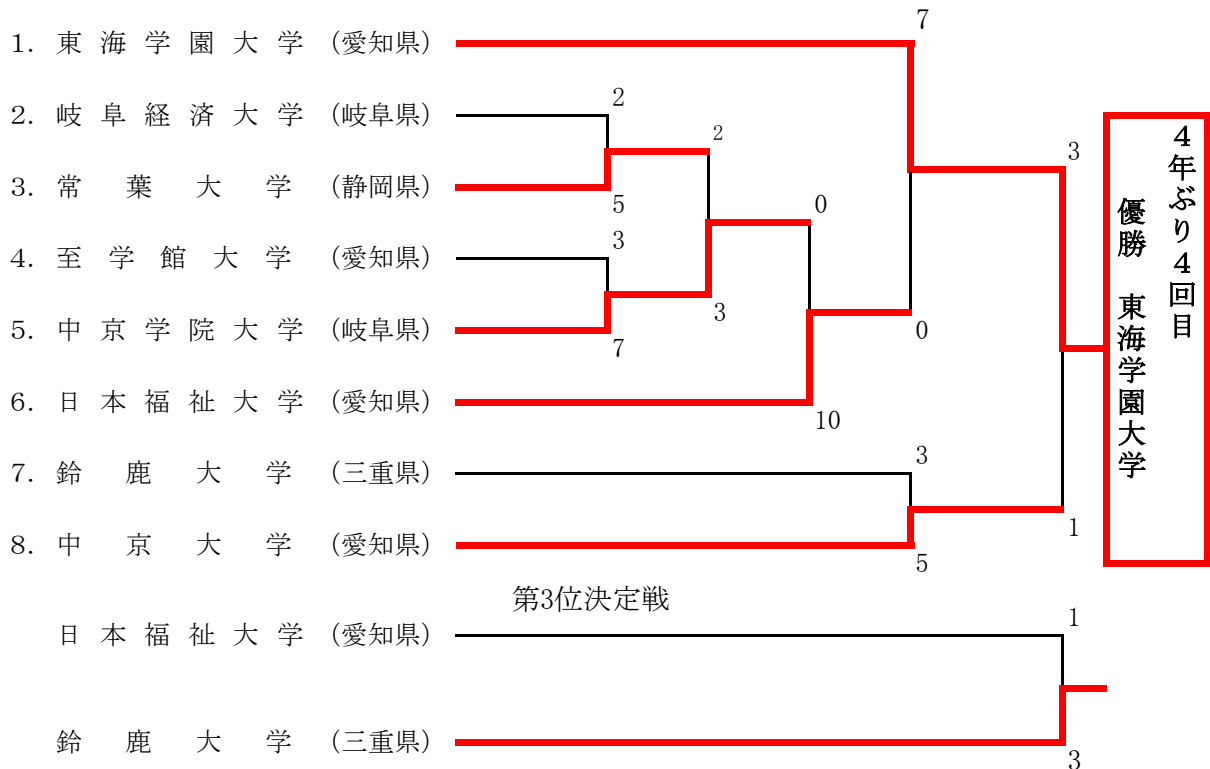 7
1. 東海学園大学 (愛知県)
2
2. 岐阜経済大学 (岐阜県)
2
3
3. 常葉大学 (静岡県)
5
0
3
4. 至学館大学 (愛知県)
3
5. 中京学院大学 (岐阜県)
7
0
6. 日本福祉大学 (愛知県)
10
3
7. 鈴鹿大学 (三重県)
1
8. 中京大学 (愛知県)
5
4年ぶり4回目
優勝 東海学園大学
第3位決定戦
1
日本福祉大学 (愛知県)
鈴鹿大学 (三重県)
3